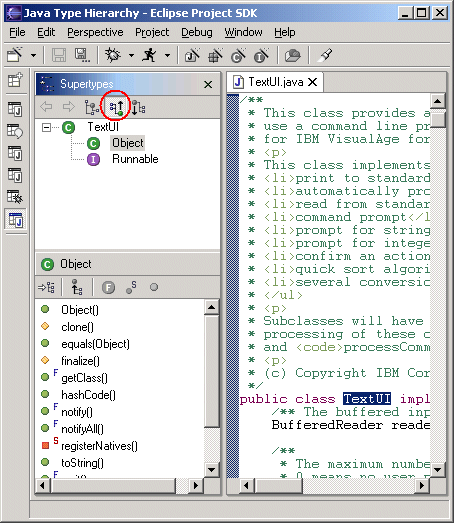 Java Type Hierarchy - Eclipse Project SDK
File Edit Perspective Project Debug Window Help
Supertypes
TextUI
Object
Runnable
Object
Object()
clone()
equals(Object)
finalize()
getClass()
hashCode()
notify()
notifyAll()
registerNatives()
toString()
TextUI.java
/**
* This class provides a
* use a command line pr
* for IBM VisualAge for
* <p>
* This class implements
* <li>print to standard
* <li>automatically pro
* <li>read from standar
* <li>command prompt</l
* <li>prompt for string
* <li>prompt for intege
* <li>confirm an action
* <li>quick sort algori
* <li>several conversic
* </ul>
* <p>
* Subclasses will have
* processing of these c
* and <code>processComm
* <p>
* (c) Copyright IBM Cor
*/
public class TextUI impl
/** The buffered inp
BufferedReader reade
/**
* The maximum numbe